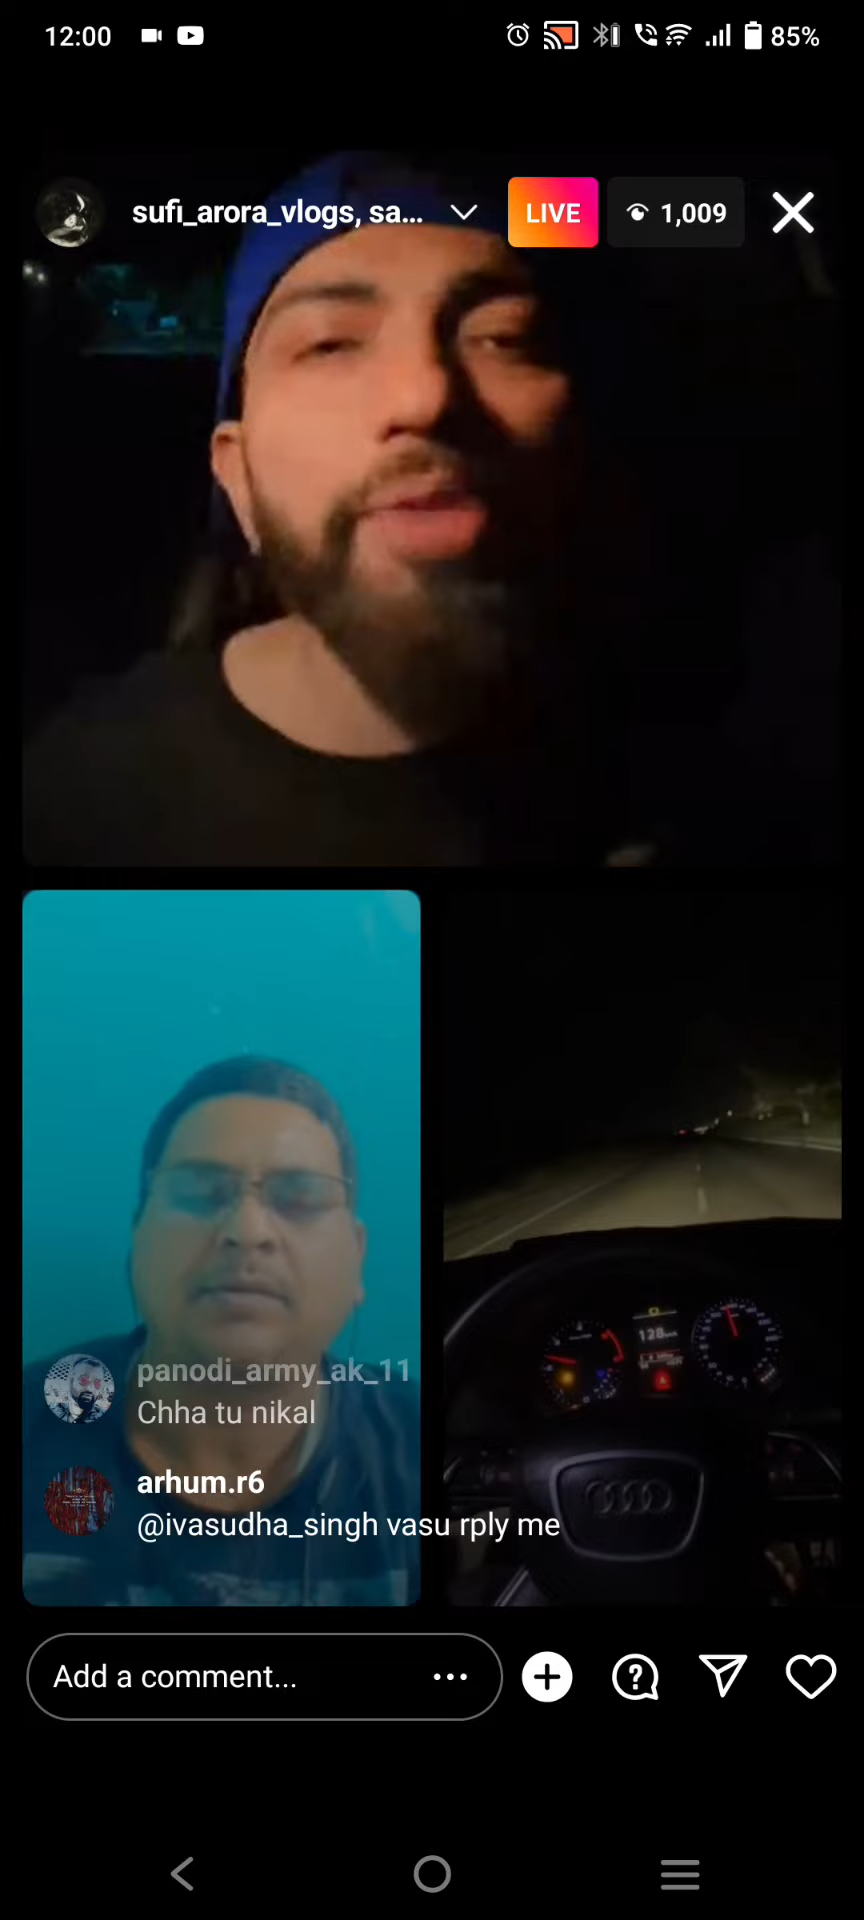 12:00
85%
sufi_arora_vlogs, sa...
LIVE
1,009
128
panodi_army_ak_11
Chha tu nikal
arhum.r6
@ivasudha_singh vasu rply me
Add a comment...